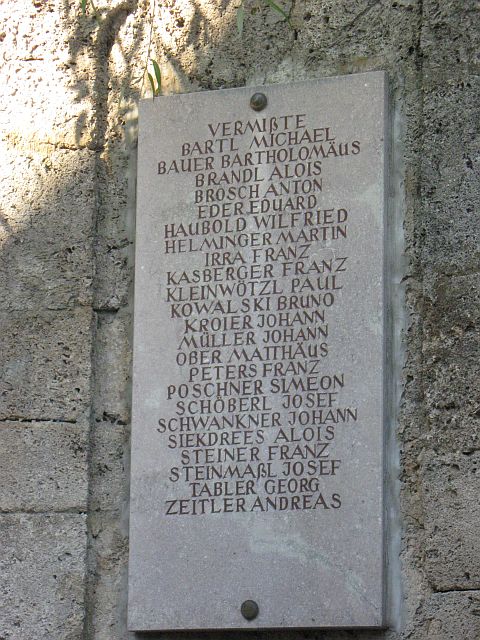 VERMIẞTE
BARTL MICHAEL
BAUER BARTHOLOMÄUS
BRANDL ALOIS
BROSCH ANTON
EDER EDUARD
HAUBOLD WILFRIED
HELMINGER MARTIN
IRRA FRANZ
KASBERGER FRANZ
KLEINWÖTZL PAUL
KOWALSKI BRUNO
KROIER JOHANN
MÜLLER JOHANN
OBER MATTHÄUS
PETERS FRANZ
POSCHNER SIMEON
SCHÖBERL JOSEF
SCHWANKNER JOHANN
SIEKDREES ALOIS
STEINER FRANZ
STEINMAẞL JOSEF
TABLER GEORG
ZEITLER ANDREAS